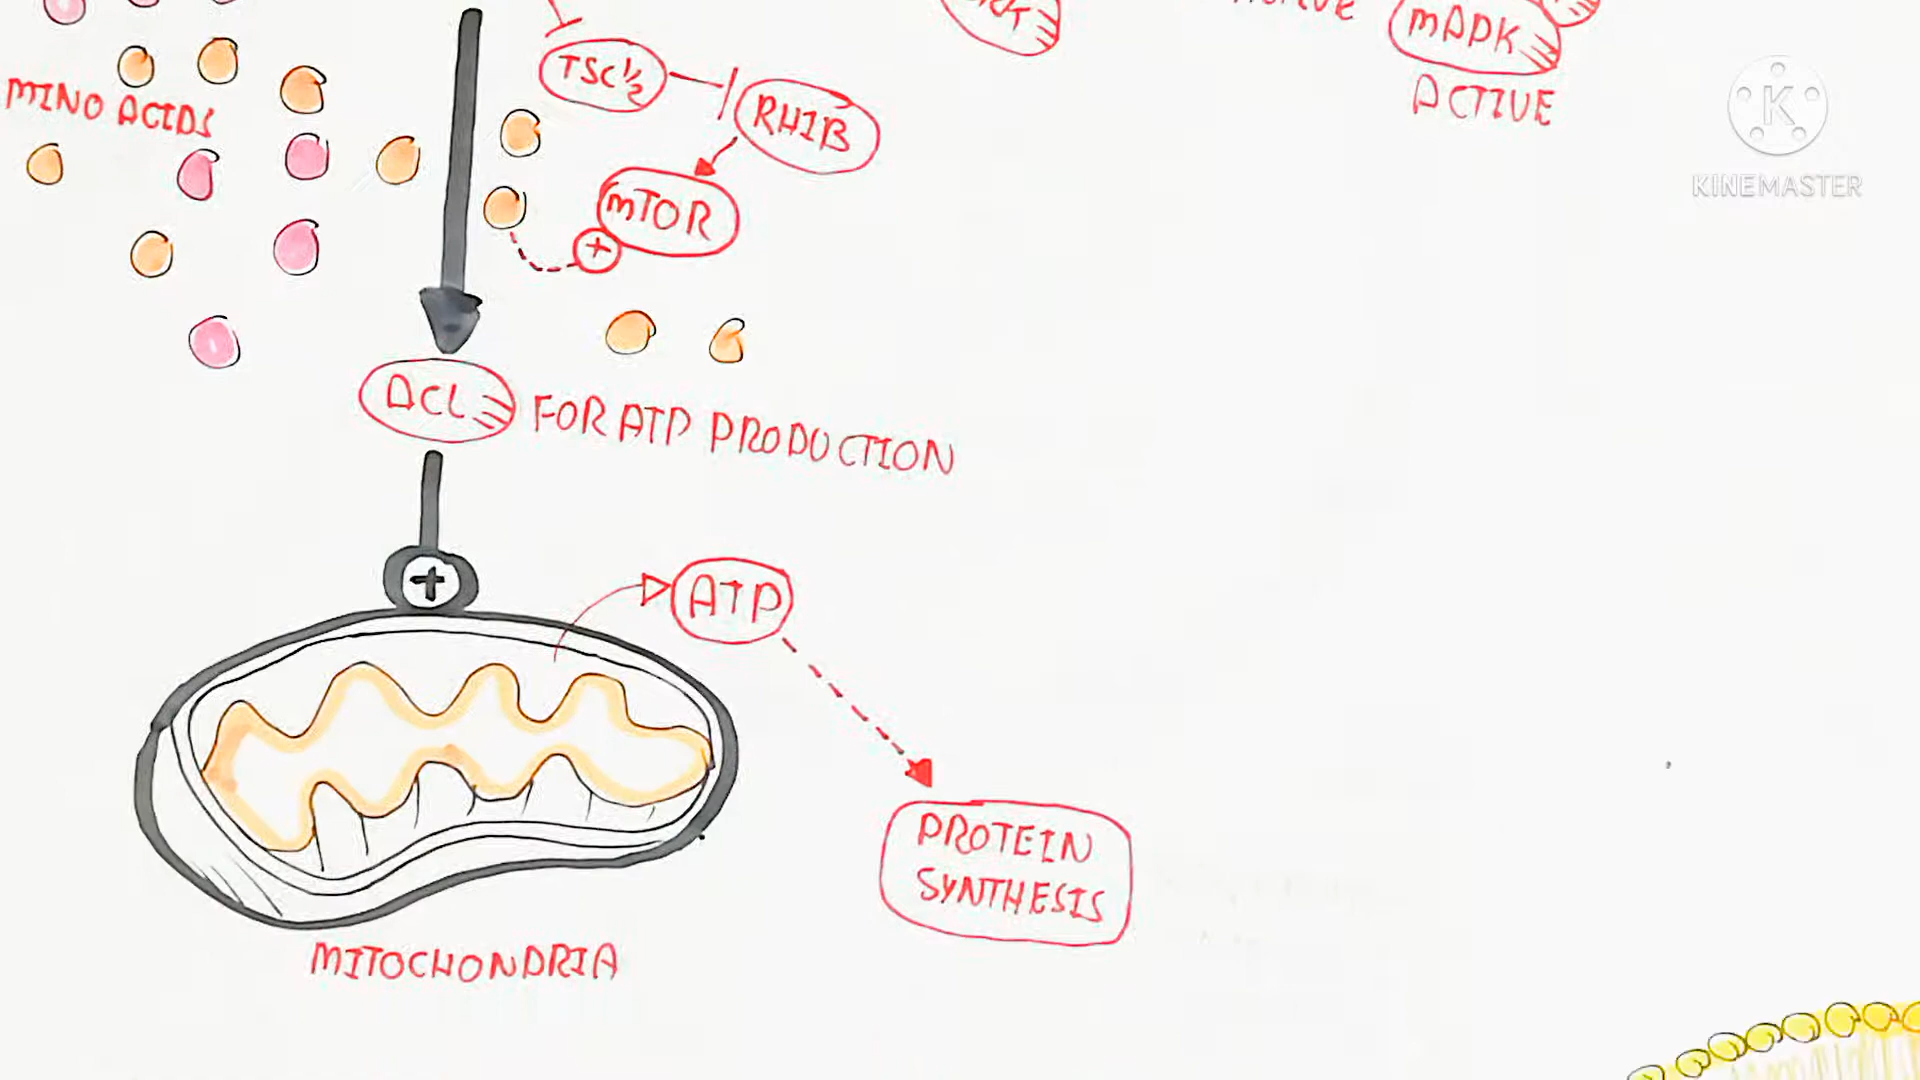 mAPK
ACTIVE
TSC1/2
RHIB
MINO ACIDS
mTOR
+
K
KINEMASTER
ACL FOR ATP PRODUCTION
+
ATP
PROTEIN
SYNTHESIS
MITOCHONDRIA